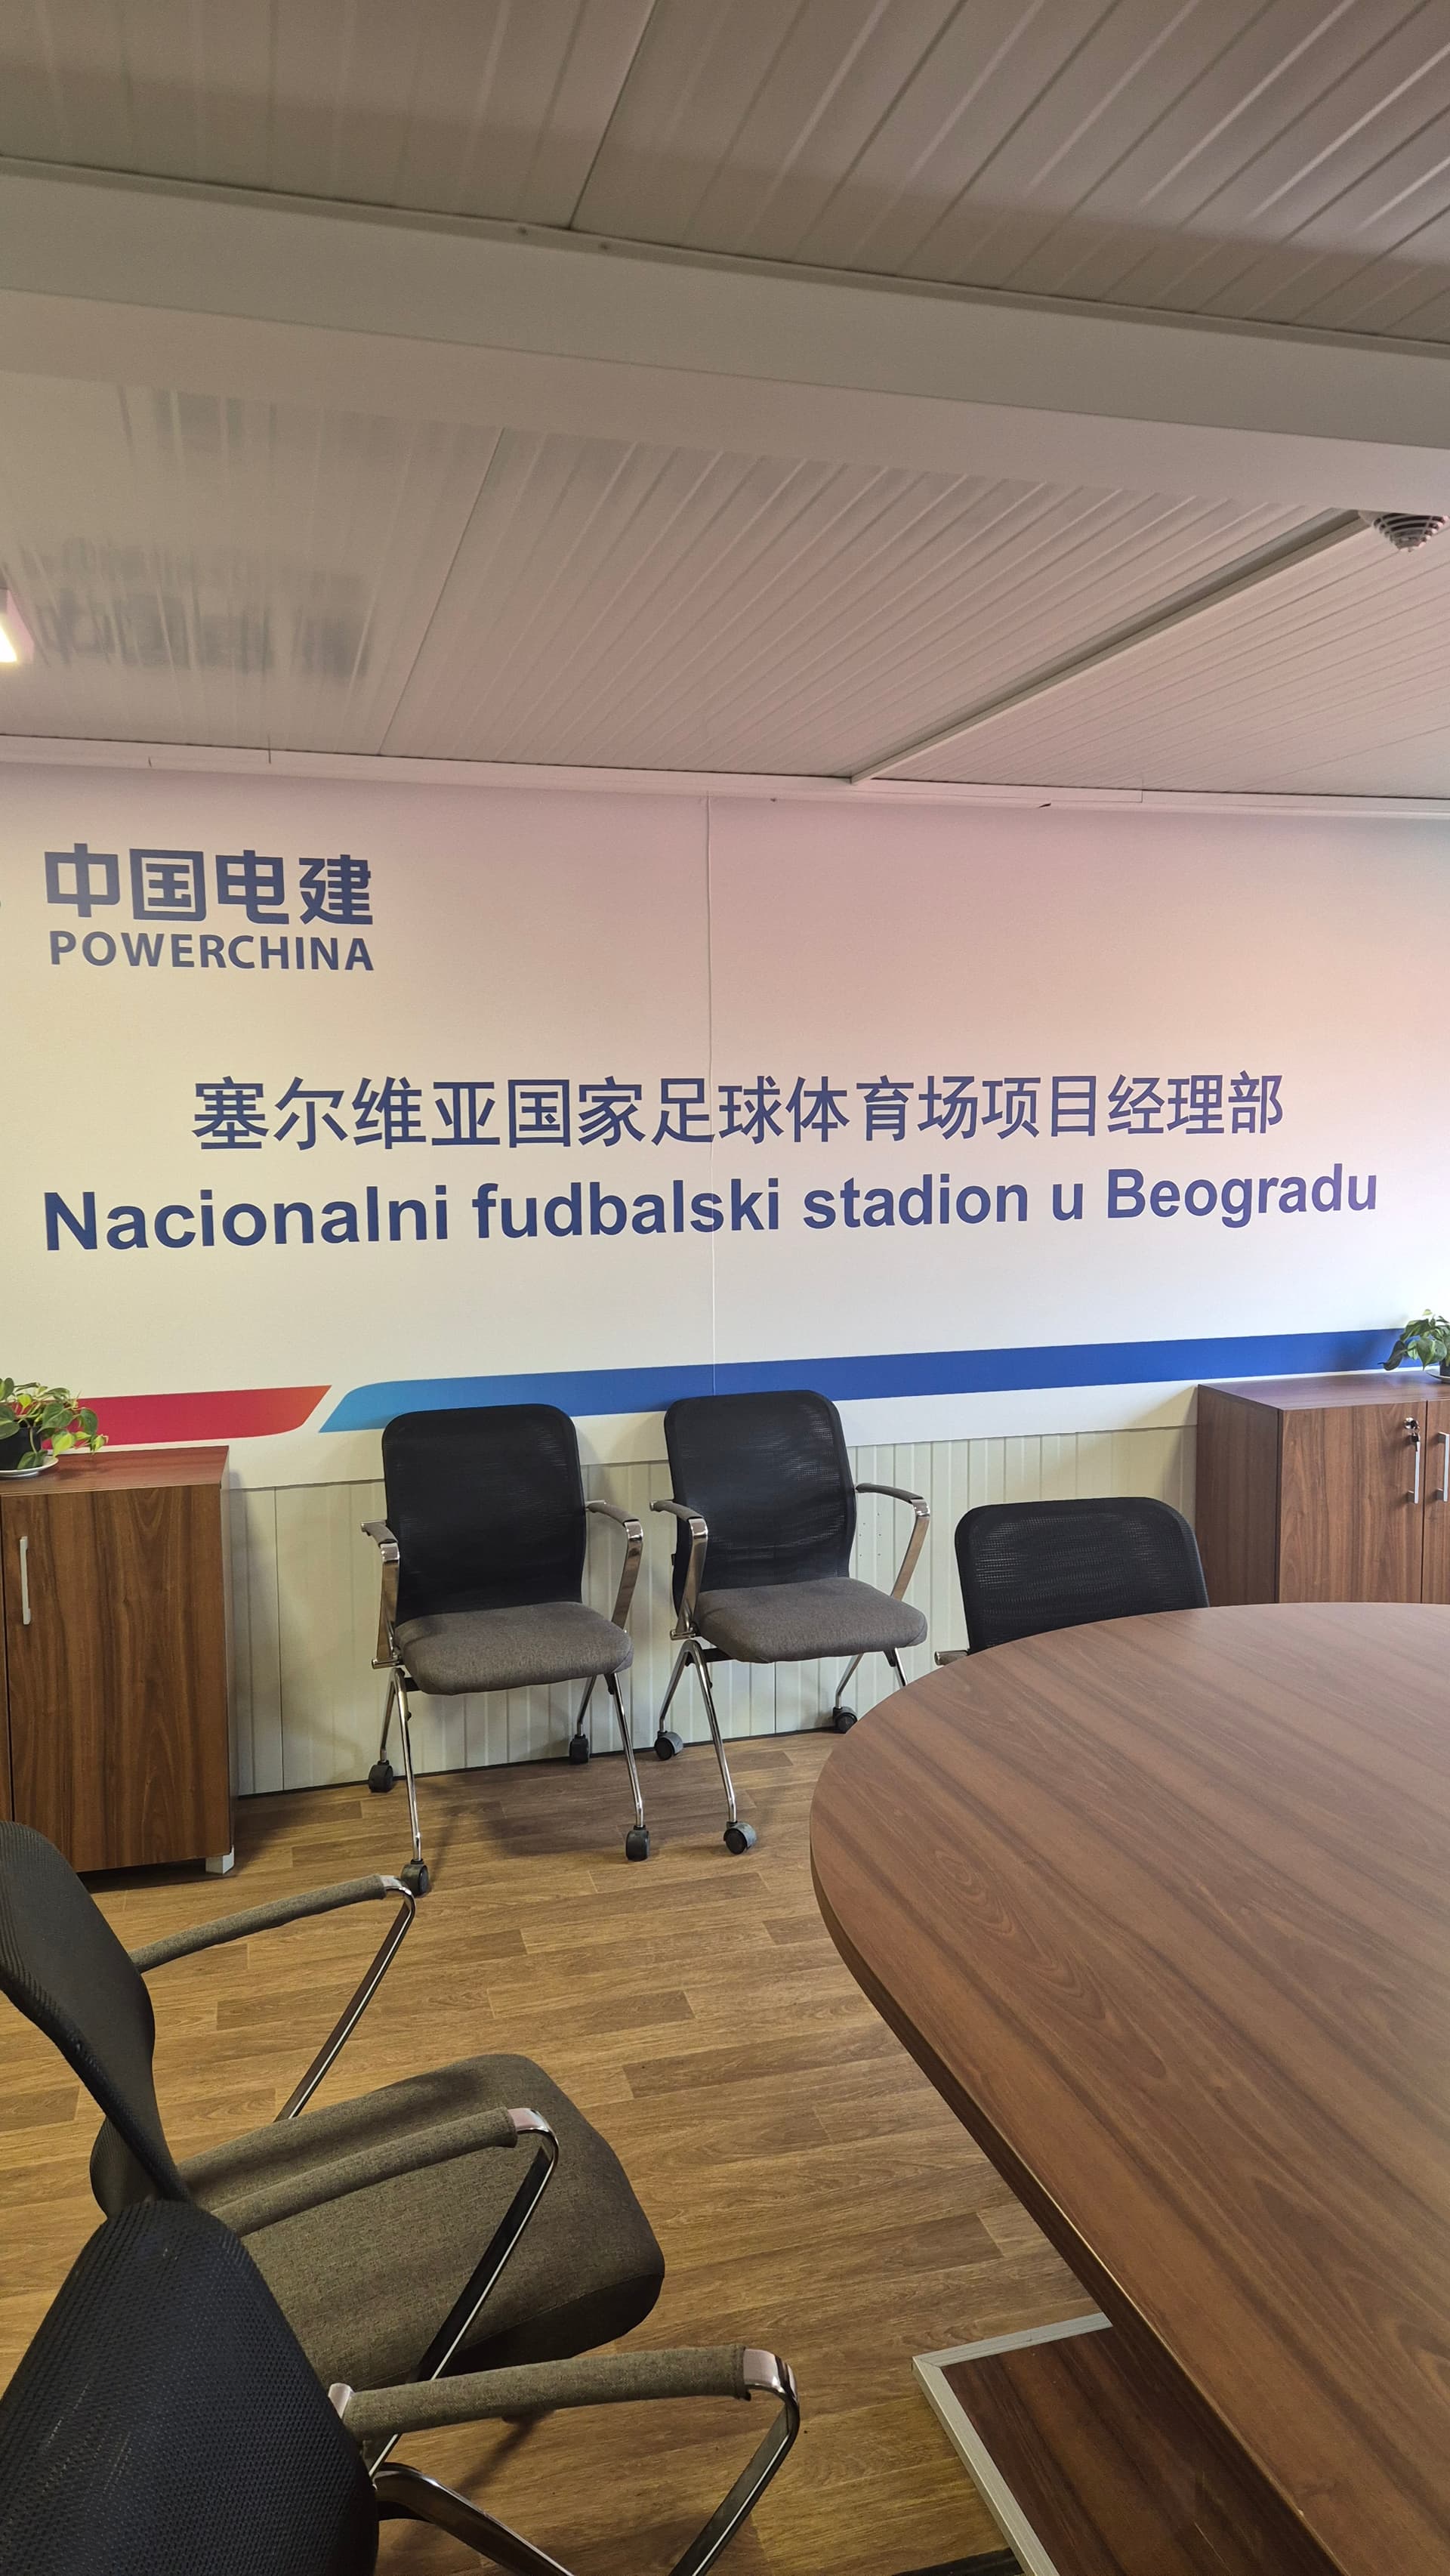 中国电建
POWERCHINA
塞尔维亚国家足球体育场项目经理部
Nacionalni fudbalski stadion u Beogradu